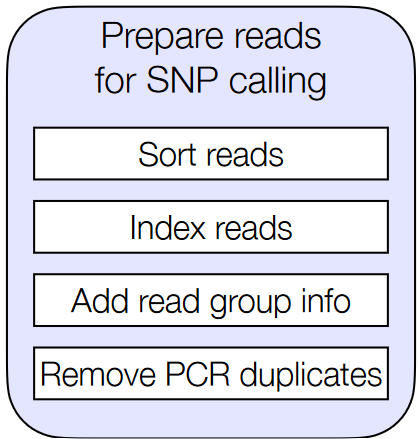 Prepare reads
for SNP calling
Sort reads
Index reads
Add read group info
Remove PCR duplicates